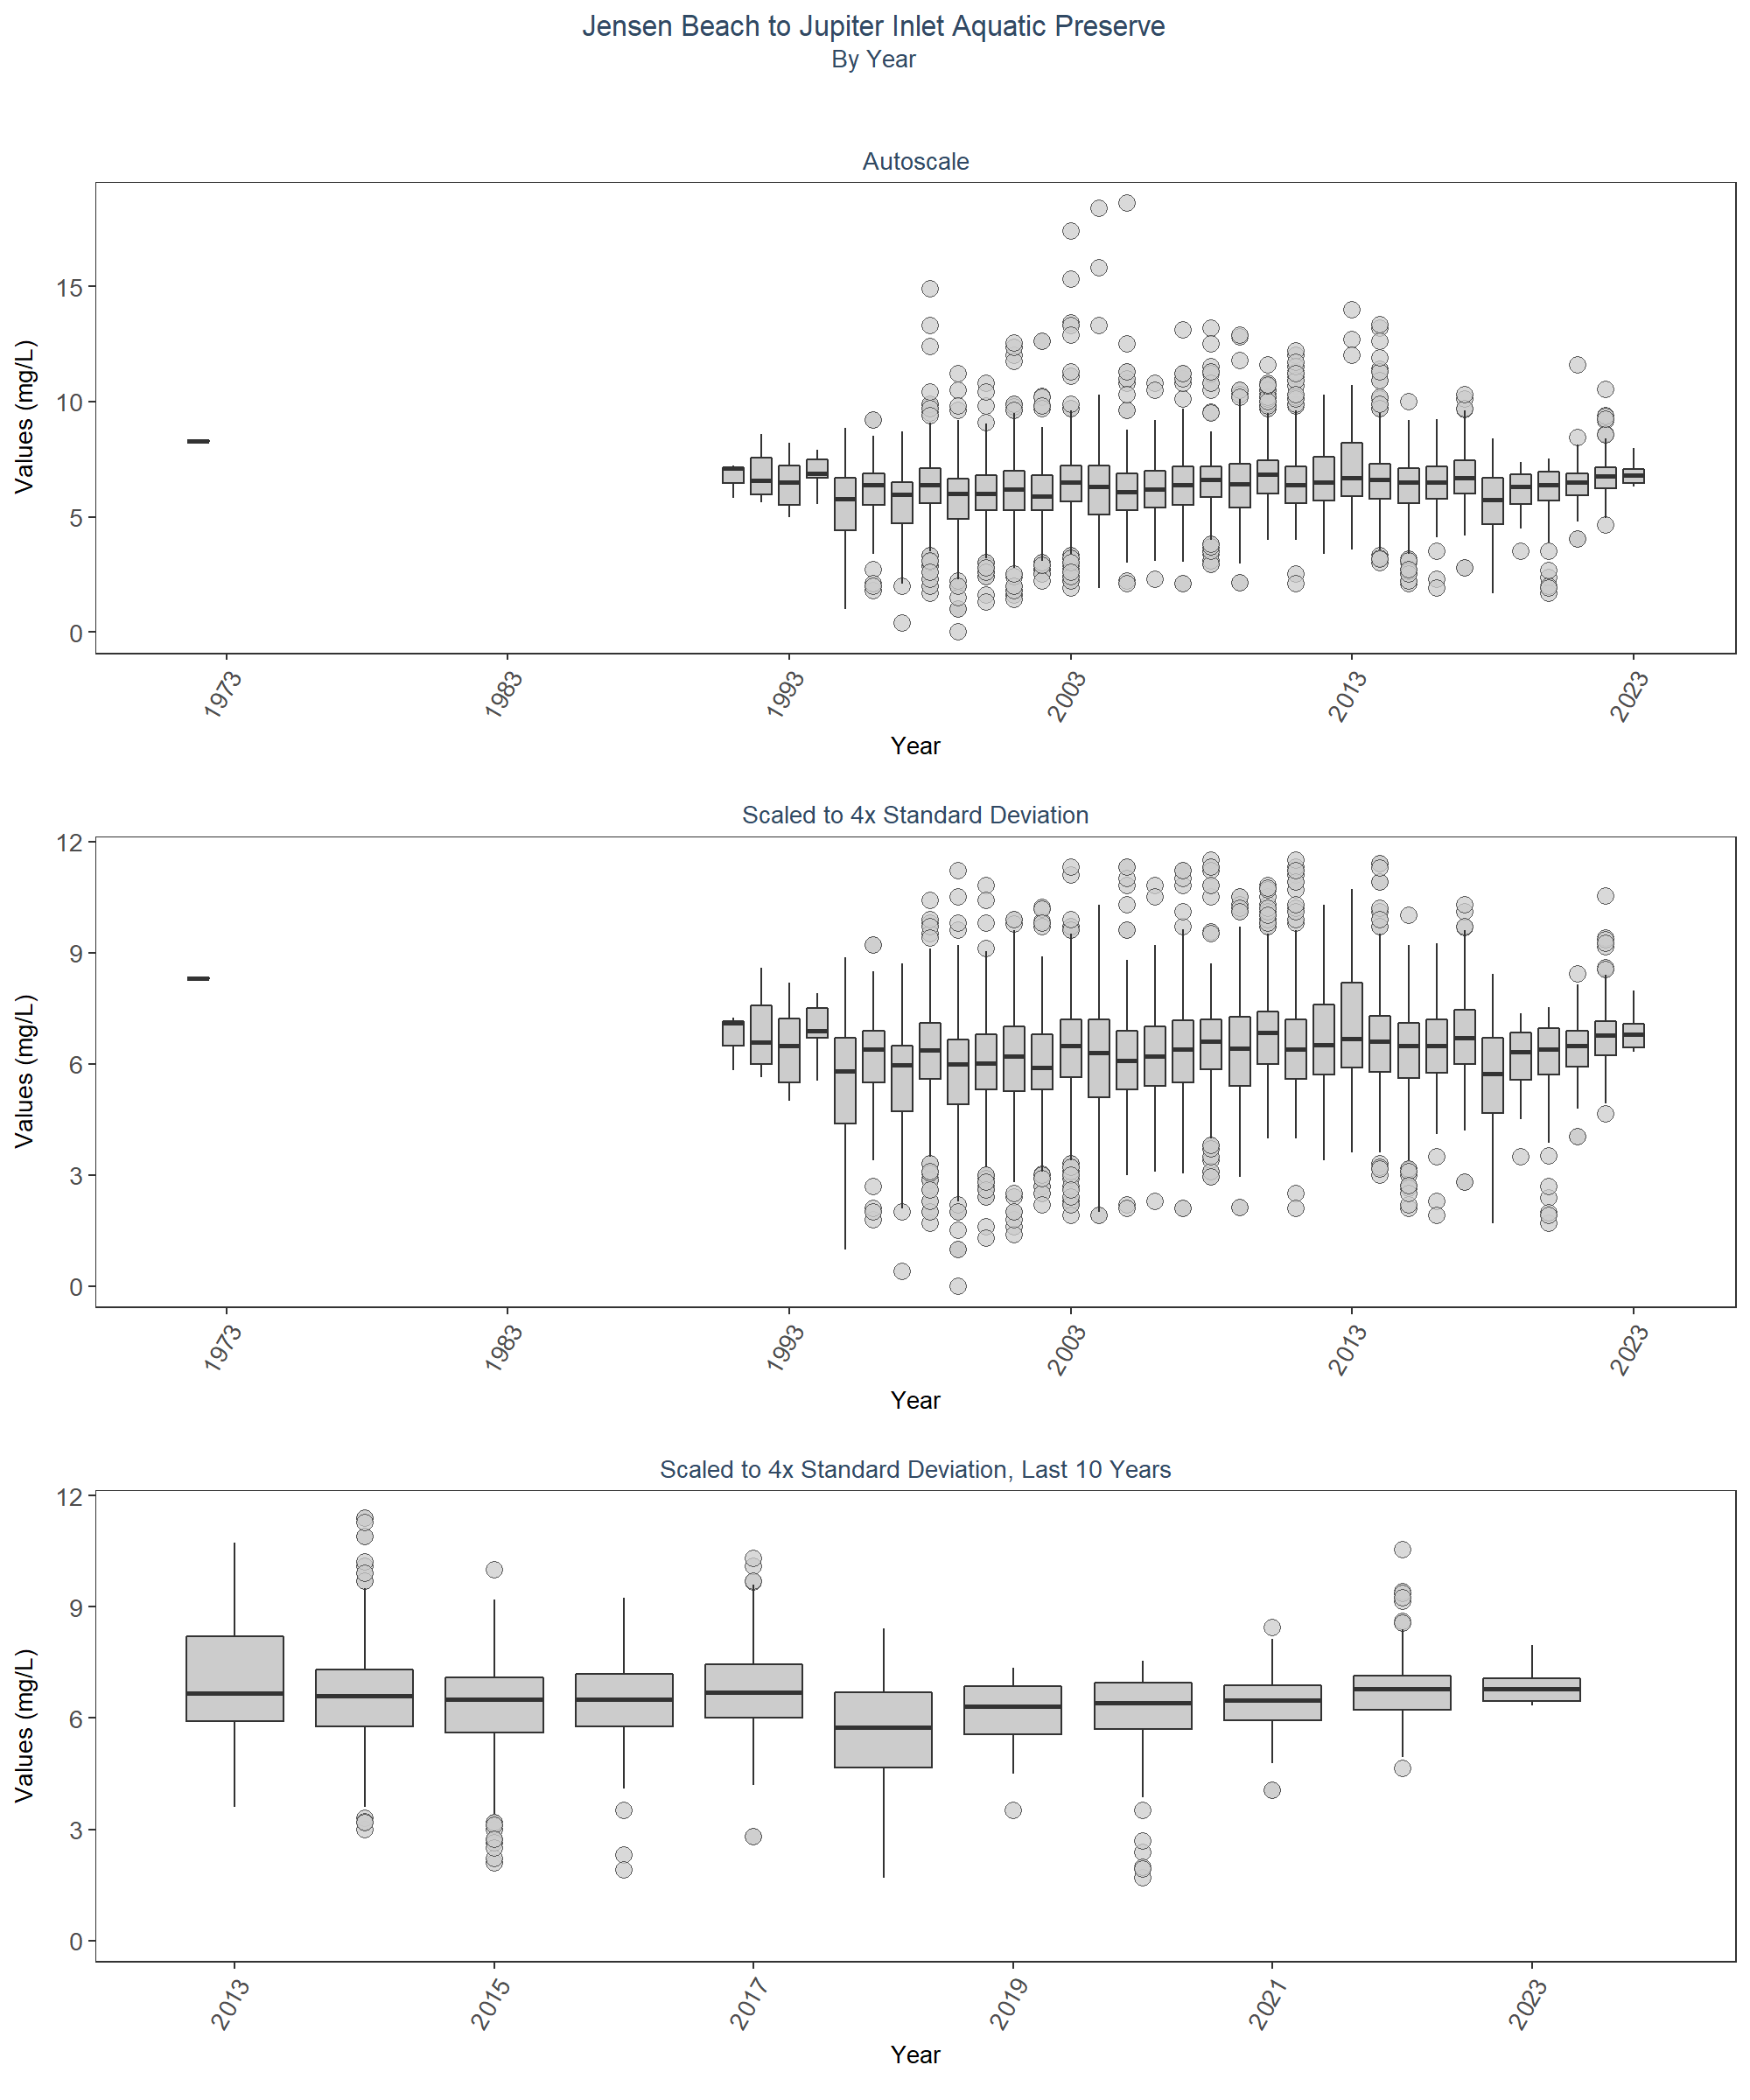 Jensen Beach to Jupiter Inlet Aquatic Preserve
By Year
Autoscale
Values (mg/L)
15
10
5
0
1973
1983
1993
2003
2013
2023
Year
Scaled to 4x Standard Deviation
Values (mg/L)
12
9
6
3
0
1973
1983
1993
2003
2013
2023
Year
Scaled to 4x Standard Deviation, Last 10 Years
Values (mg/L)
12
9
6
3
0
2013
2015
2017
2019
2021
2023
Year